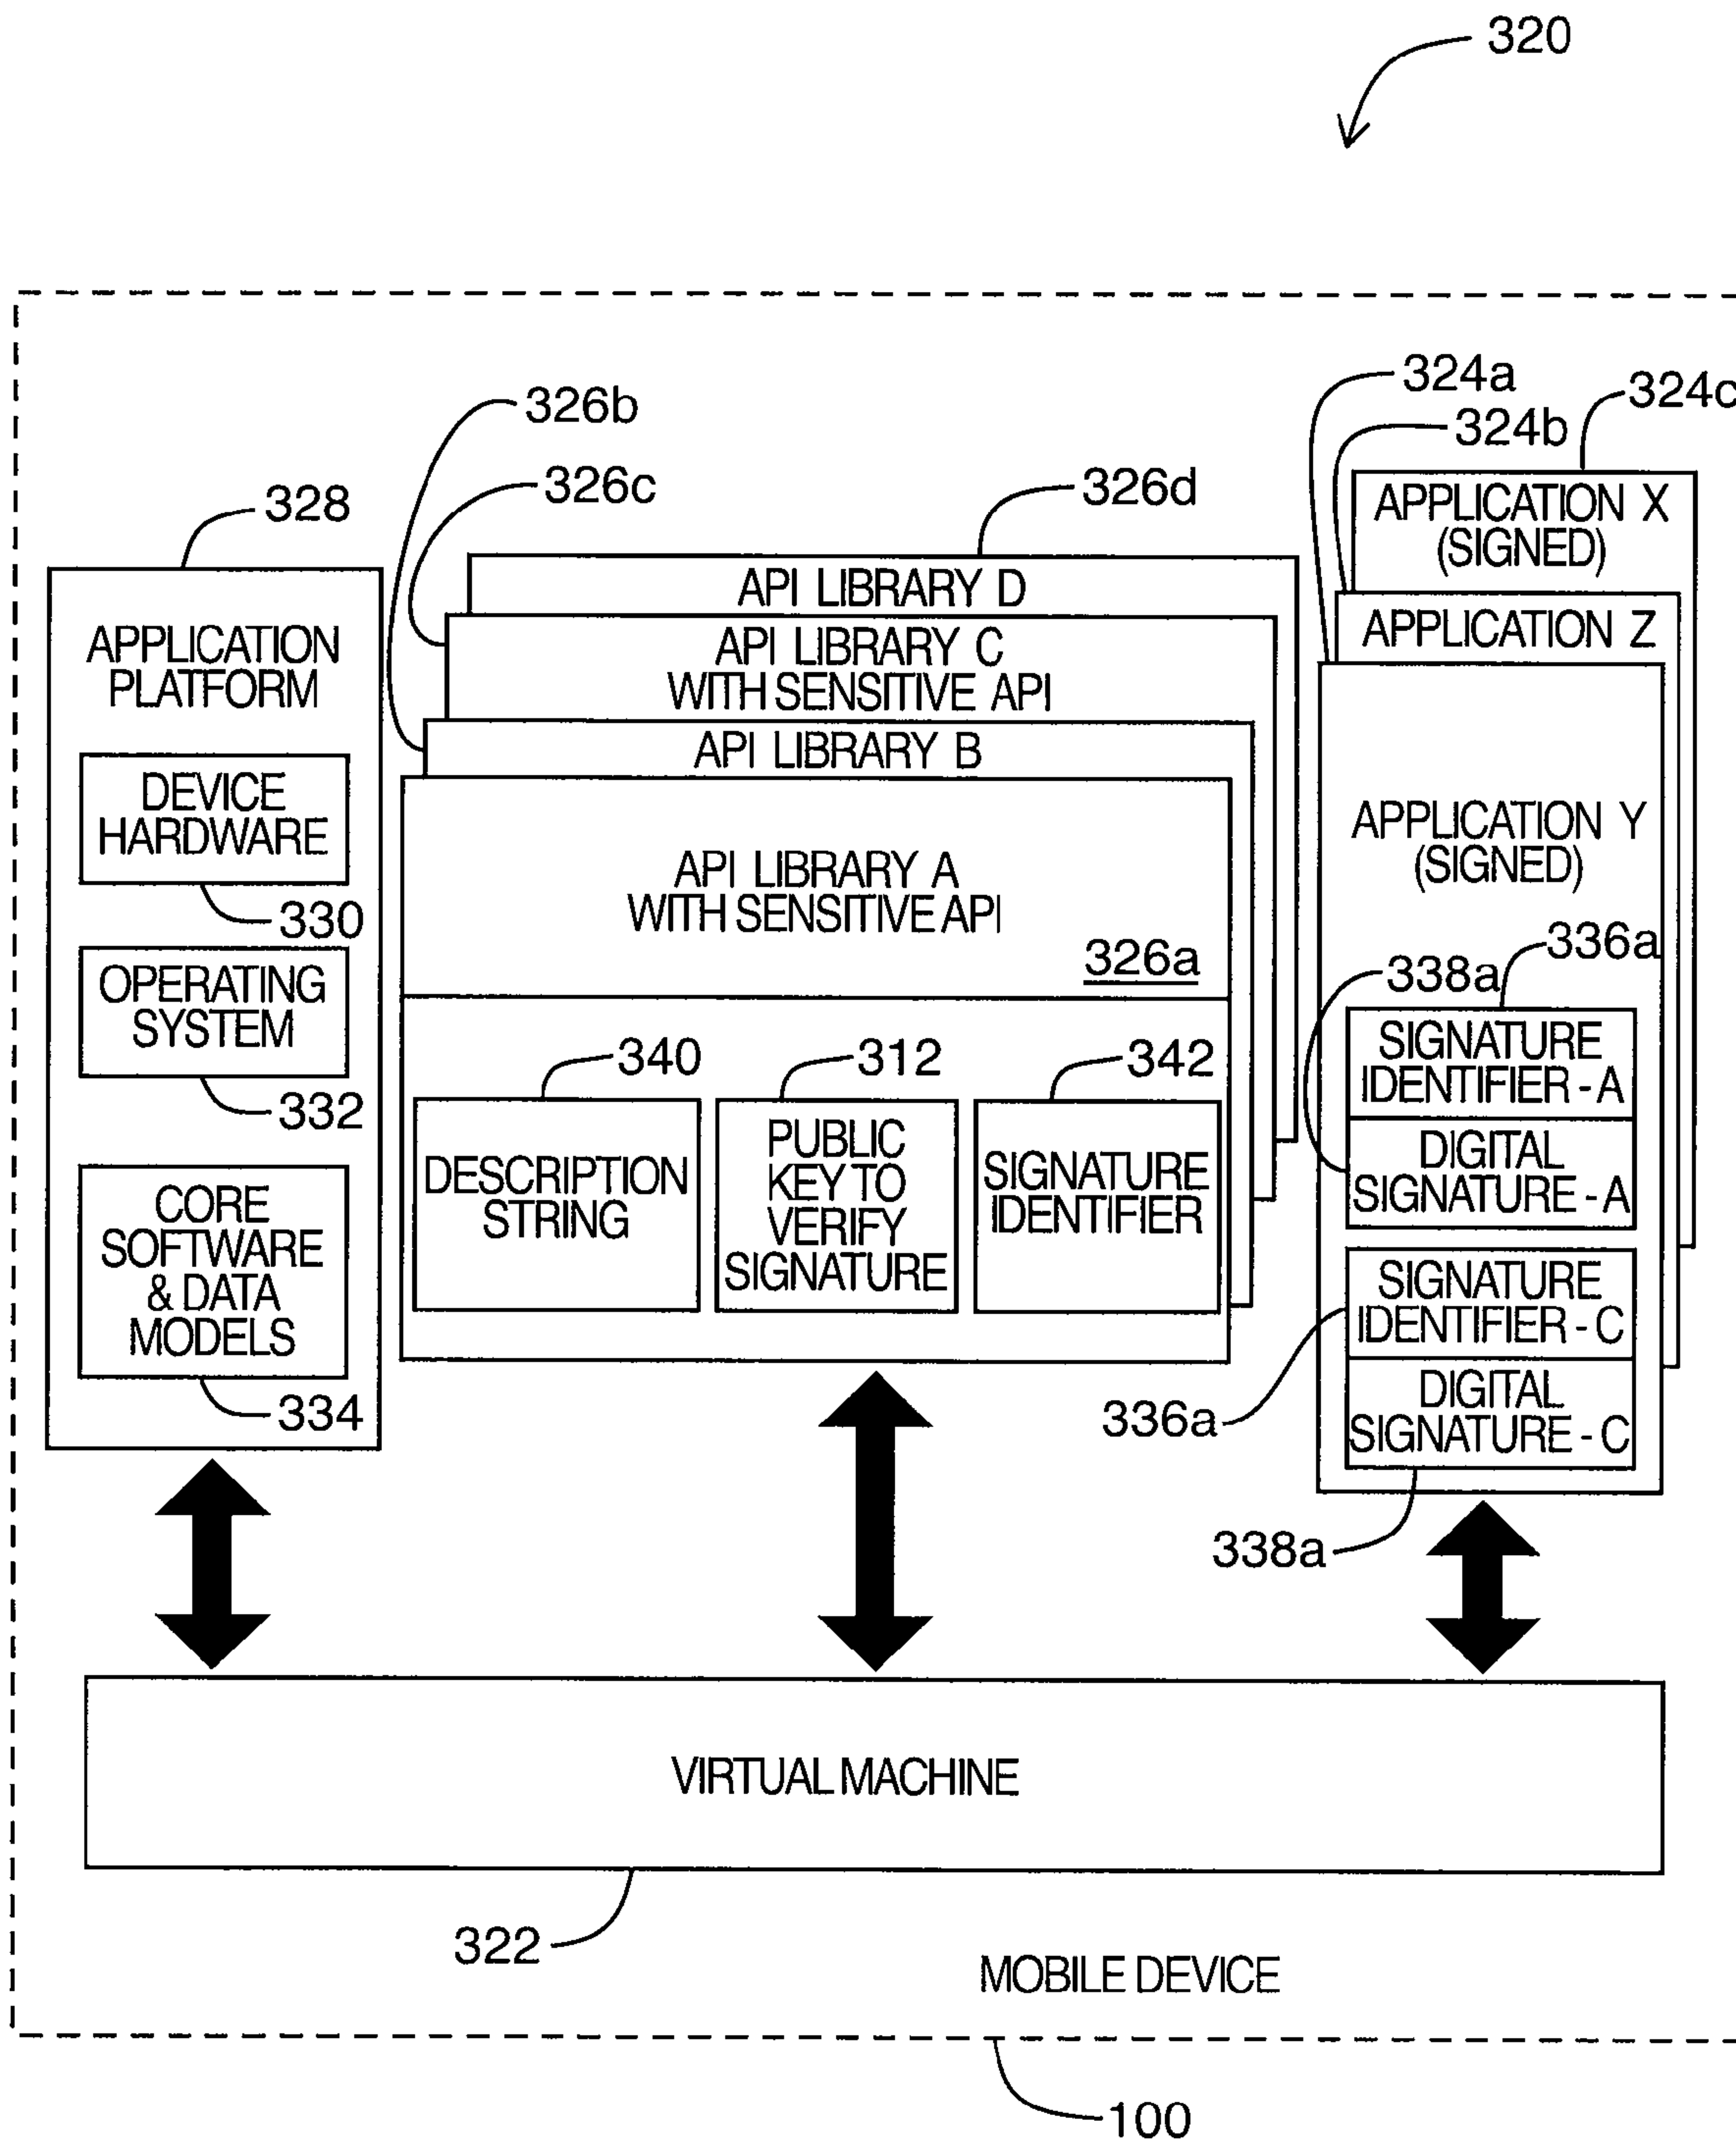 320
324a
324c
324b
326b
326c
326d
328
APPLICATION X
(SIGNED)
APPLICATION Z
APPLICATION Y
(SIGNED)
336a
338a
SIGNATURE
IDENTIFIER - A
DIGITAL
SIGNATURE - A
SIGNATURE
IDENTIFIER - C
DIGITAL
SIGNATURE - C
336a
338a
API LIBRARY D
API LIBRARY C
WITH SENSITIVE API
API LIBRARY B
API LIBRARY A
WITH SENSITIVE API
326a
340
312
342
DESCRIPTION
STRING
PUBLIC
KEY TO
VERIFY
SIGNATURE
SIGNATURE
IDENTIFIER
APPLICATION
PLATFORM
DEVICE
HARDWARE
330
OPERATING
SYSTEM
332
CORE
SOFTWARE
& DATA
MODELS
334
VIRTUAL MACHINE
322
MOBILE DEVICE
100